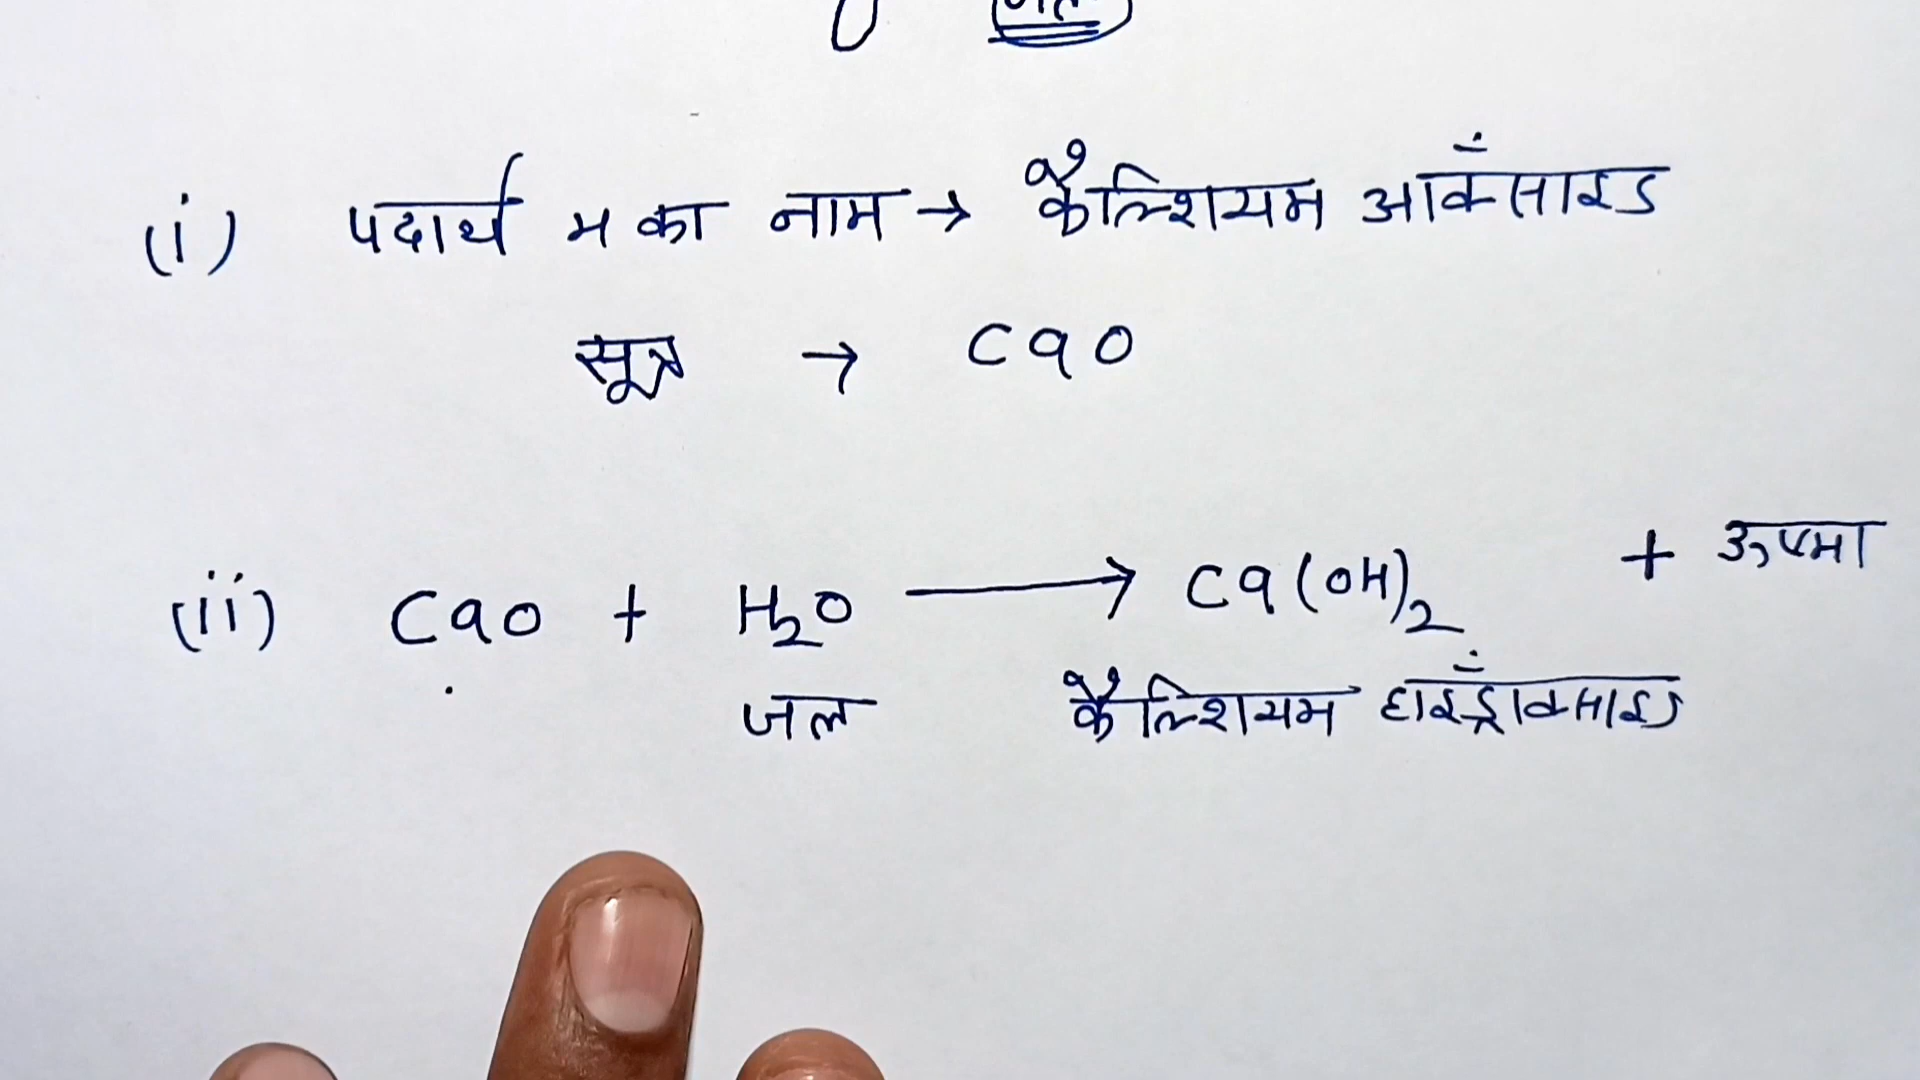 (i) पदार्थ म का नाम → कैल्शियम ऑक्साइड
सूत्र → CaO
(ii) CaO + H₂O ⟶ Ca(OH)₂ + ऊष्मा
जल कैल्शियम हाइड्रॉक्साइड